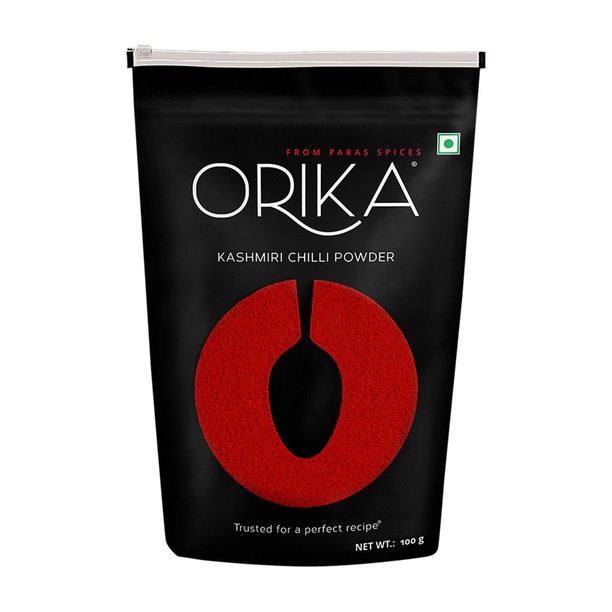 FROM PARAS SPICES
ORIKA®
KASHMIRI CHILLI POWDER
Trusted for a perfect recipe®
NET WT.: 100 g